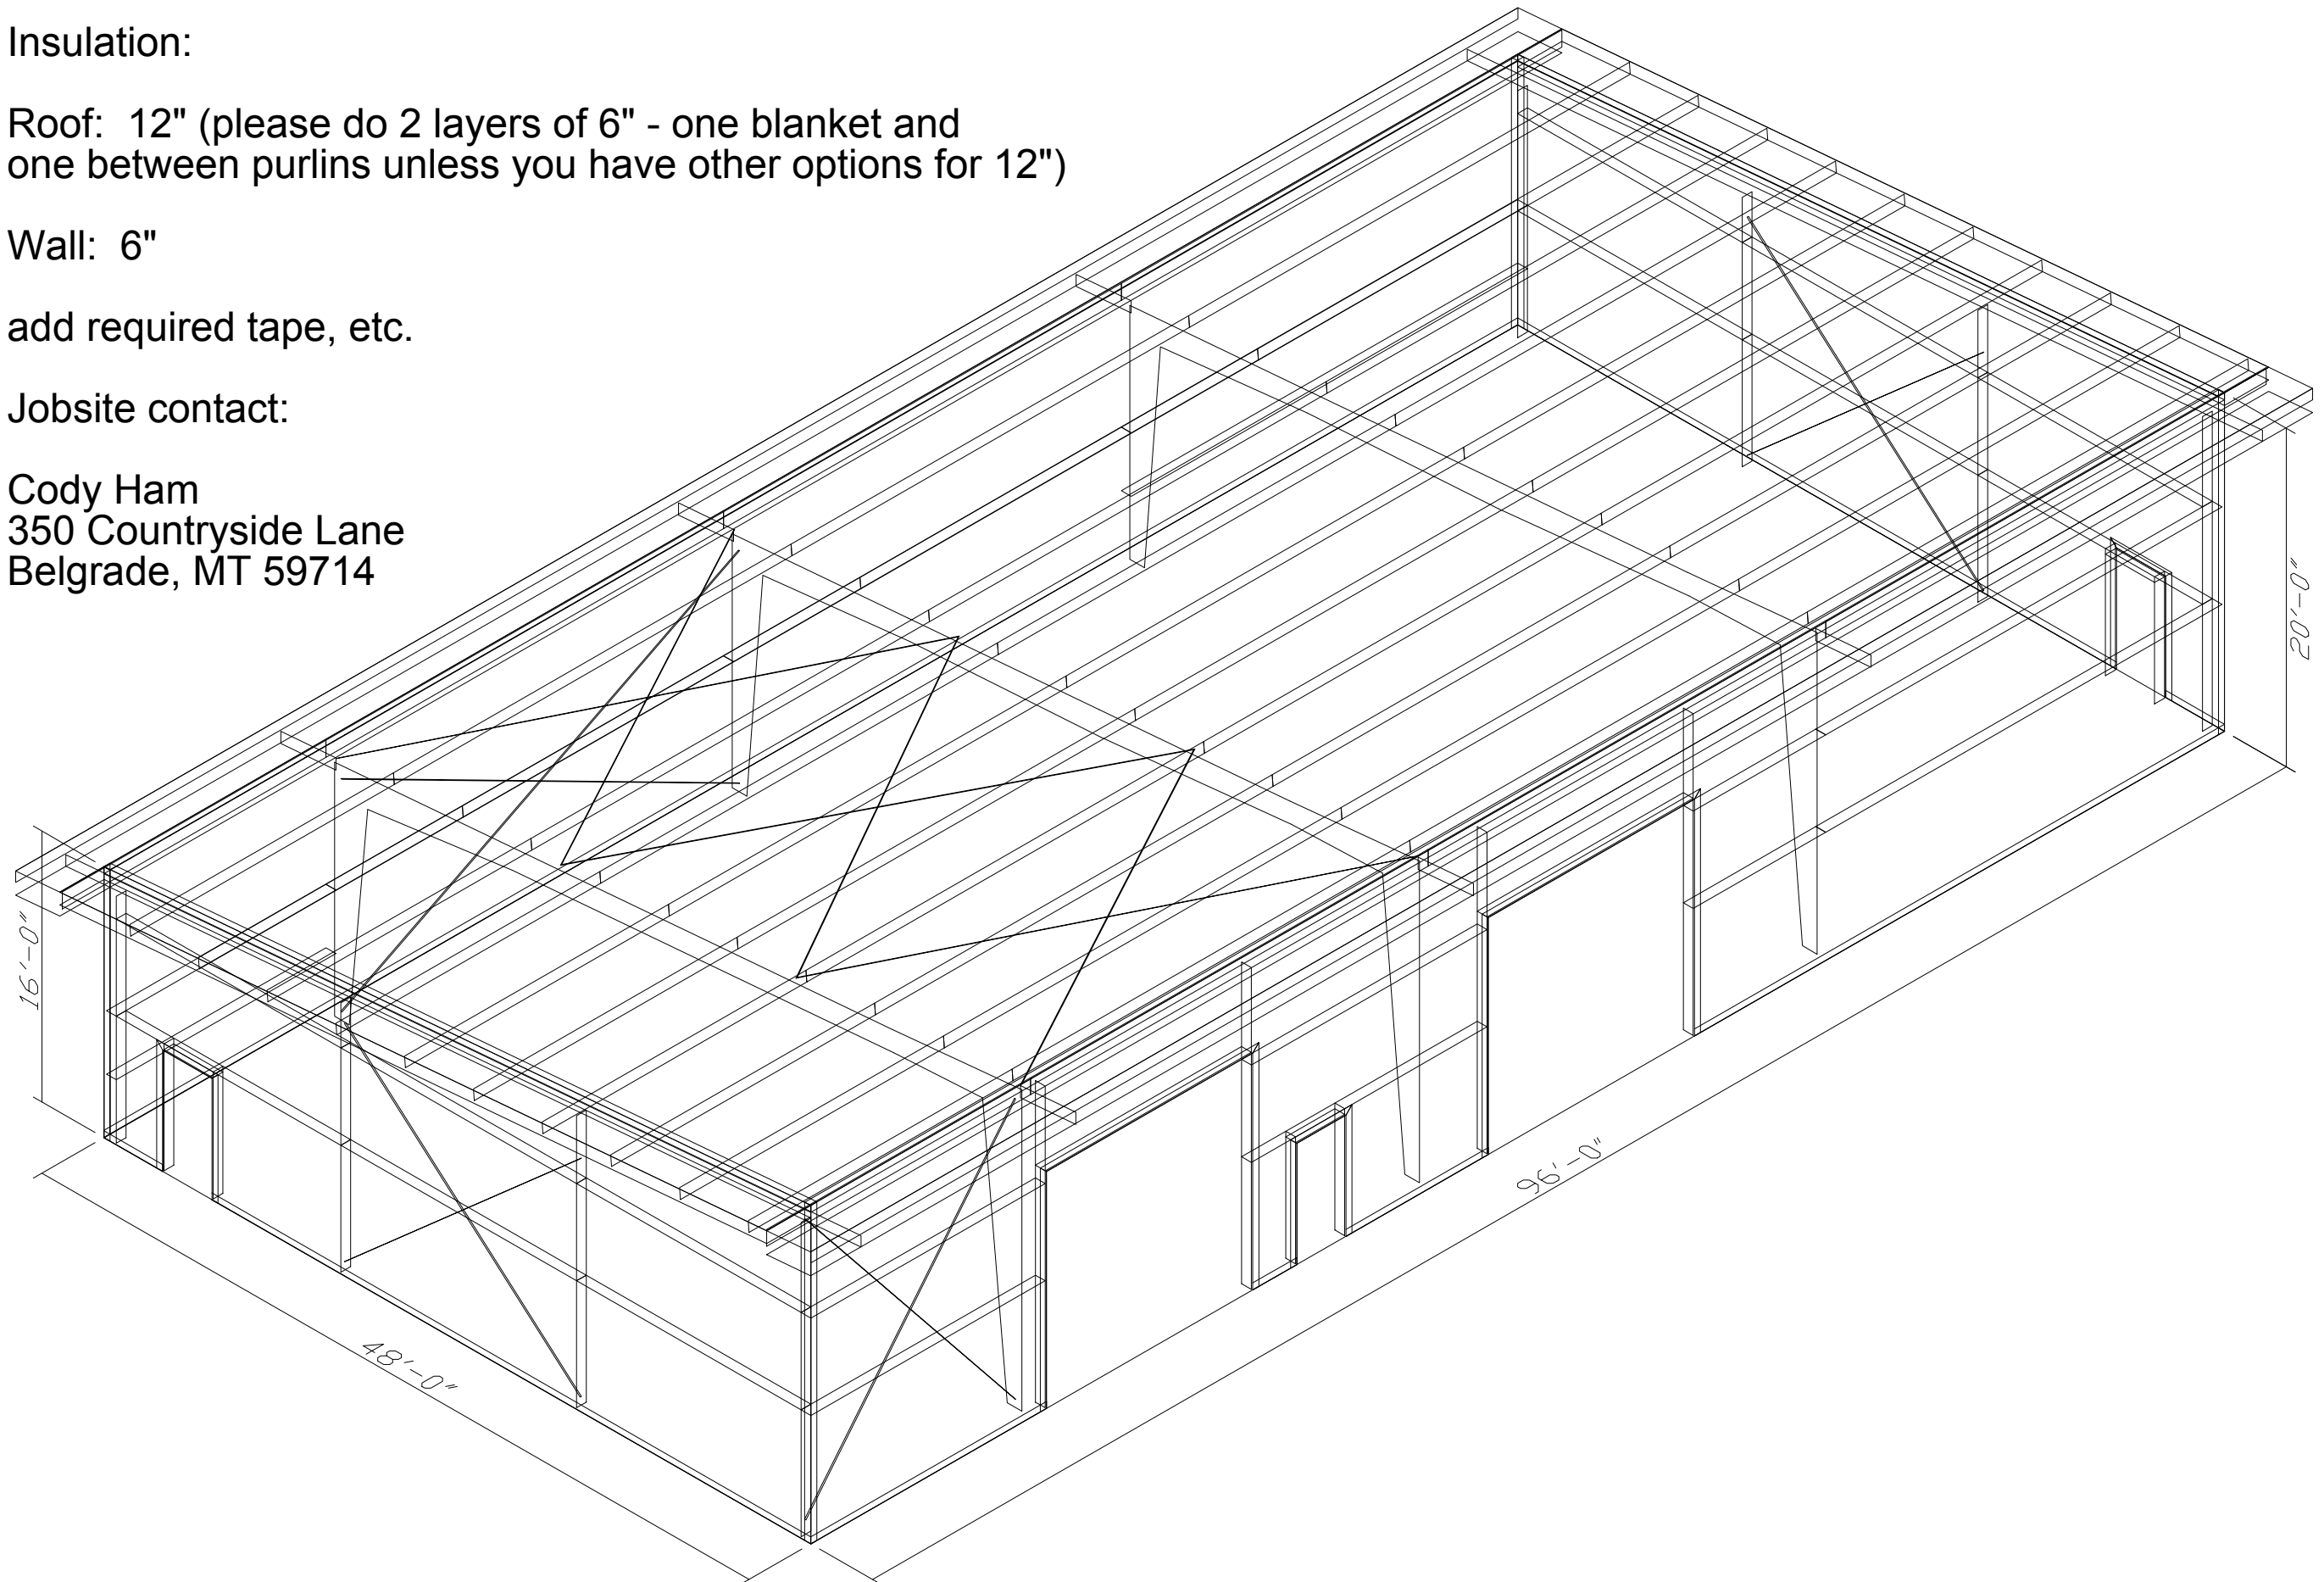 Insulation:
Roof:  12" (please do 2 layers of 6" - one blanket and
one between purlins unless you have other options for 12")
Wall:  6"
add required tape, etc.
Jobsite contact:
Cody Ham
350 Countryside Lane
Belgrade, MT 59714
20'-0"
16'-0"
96'-0"
48'-0"